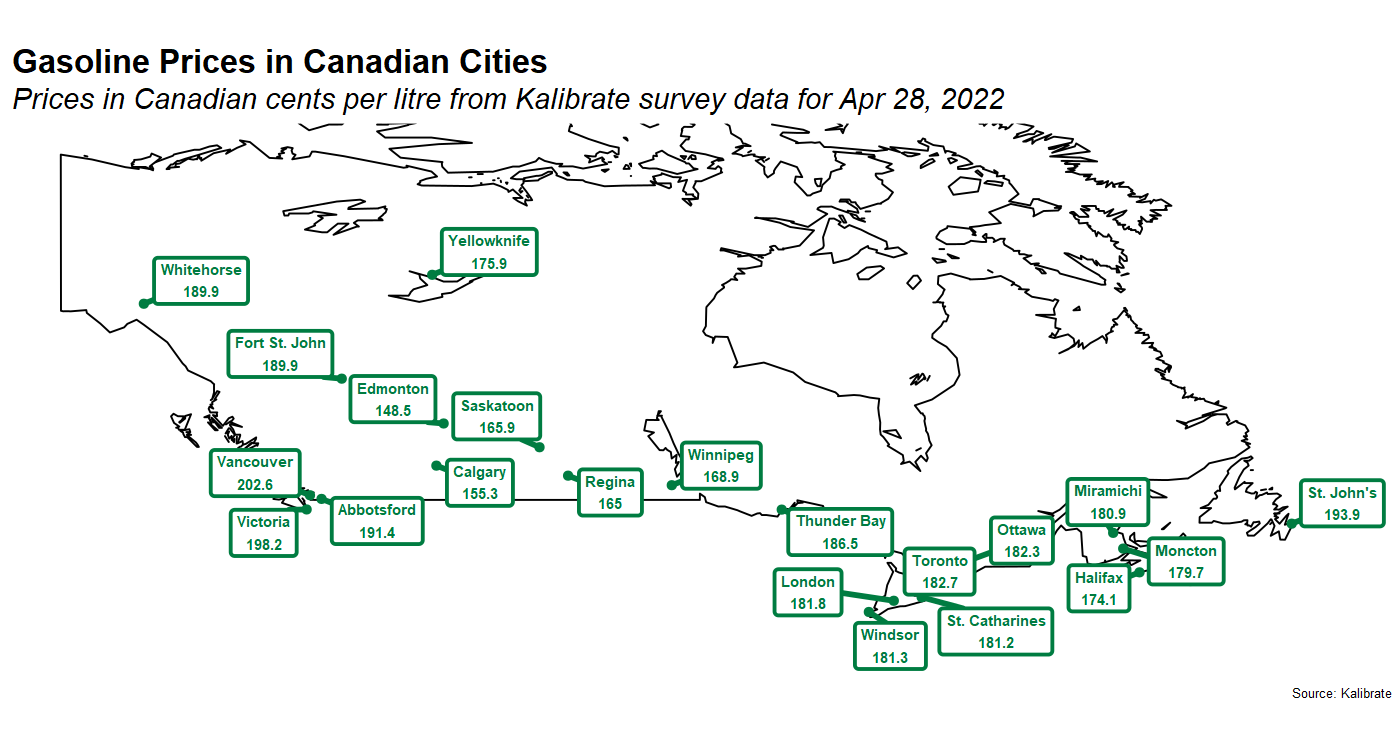 Gasoline Prices in Canadian Cities
Prices in Canadian cents per litre from Kalibrate survey data for Apr 28, 2022
Yellowknife
175.9
Whitehorse
189.9
Fort St. John
189.9
Edmonton
148.5
Saskatoon
165.9
Vancouver
202.6
Calgary
155.3
Regina
165
Winnipeg
168.9
Victoria
198.2
Abbotsford
191.4
Thunder Bay
186.5
Miramichi
180.9
St. John's
193.9
Ottawa
182.3
Toronto
182.7
Moncton
179.7
Halifax
174.1
London
181.8
St. Catharines
181.2
Windsor
181.3
Source: Kalibrate